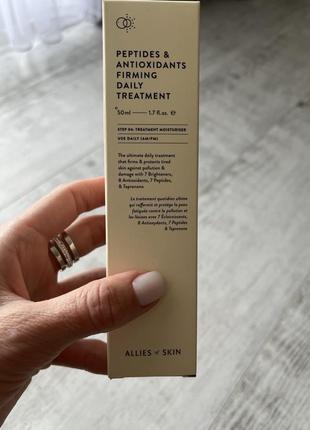 PEPTIDES &
ANTIOXIDANTS
FIRMING
DAILY
TREATMENT
50ml — 1.7 fl.oz. ℮
STEP 04: TREATMENT MOISTURISER
USE DAILY (AM/PM)
The ultimate daily treatment
that firms & protects tired
skin against pollution &
damage with 7 Brighteners,
8 Antioxidants, 7 Peptides,
& Teprenone
Le traitement quotidien ultime
qui raffermit et protège la peau
fatiguée contre la pollution et
les lésions avec 7 Éclaircissants,
8 Antioxydants, 7 Peptides
& Teprenone
ALLIES of SKIN